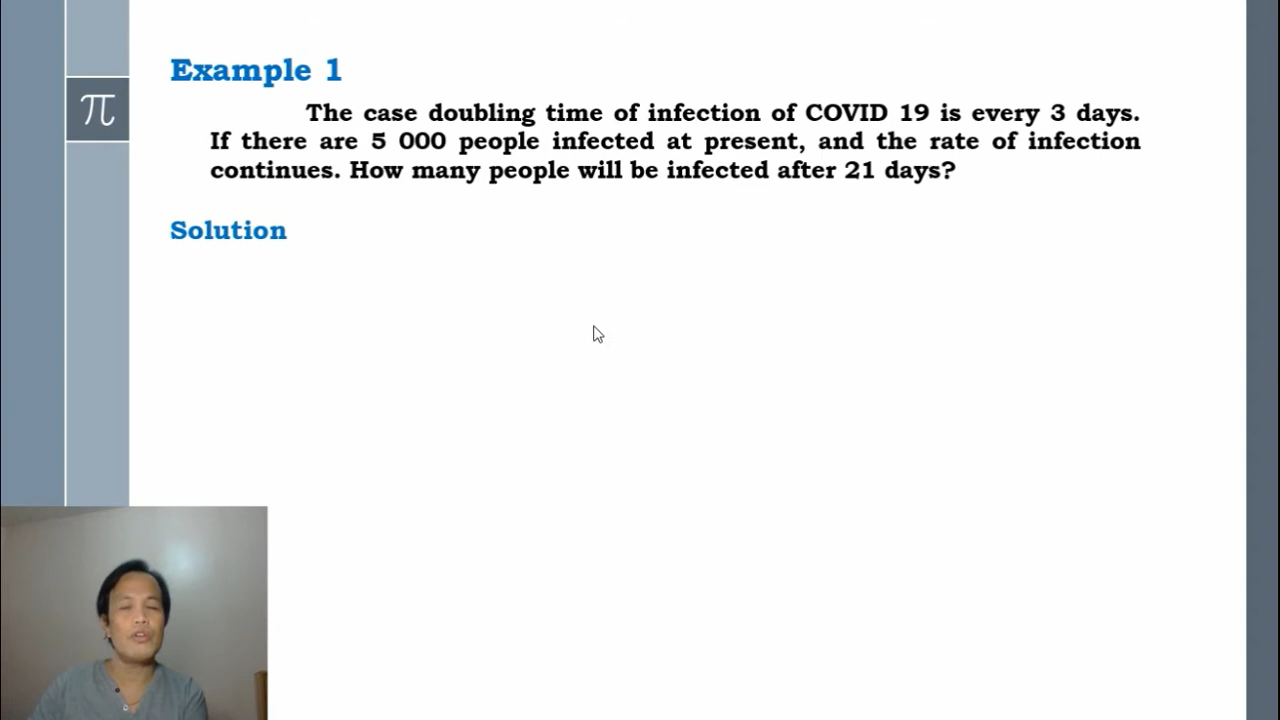 π
Example 1
The case doubling time of infection of COVID 19 is every 3 days.
If there are 5 000 people infected at present, and the rate of infection
continues. How many people will be infected after 21 days?
Solution